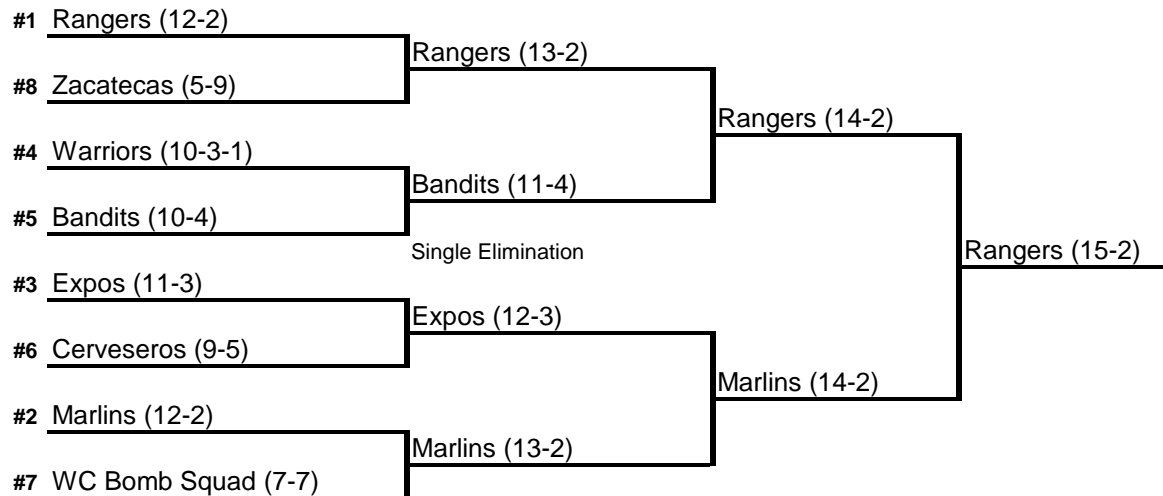 #1 Rangers (12-2)
Rangers (13-2)
#8 Zacatecas (5-9)
Rangers (14-2)
#4 Warriors (10-3-1)
Bandits (11-4)
#5 Bandits (10-4)
Single Elimination
Rangers (15-2)
#3 Expos (11-3)
Expos (12-3)
#6 Cerveseros (9-5)
Marlins (14-2)
#2 Marlins (12-2)
Marlins (13-2)
#7 WC Bomb Squad (7-7)